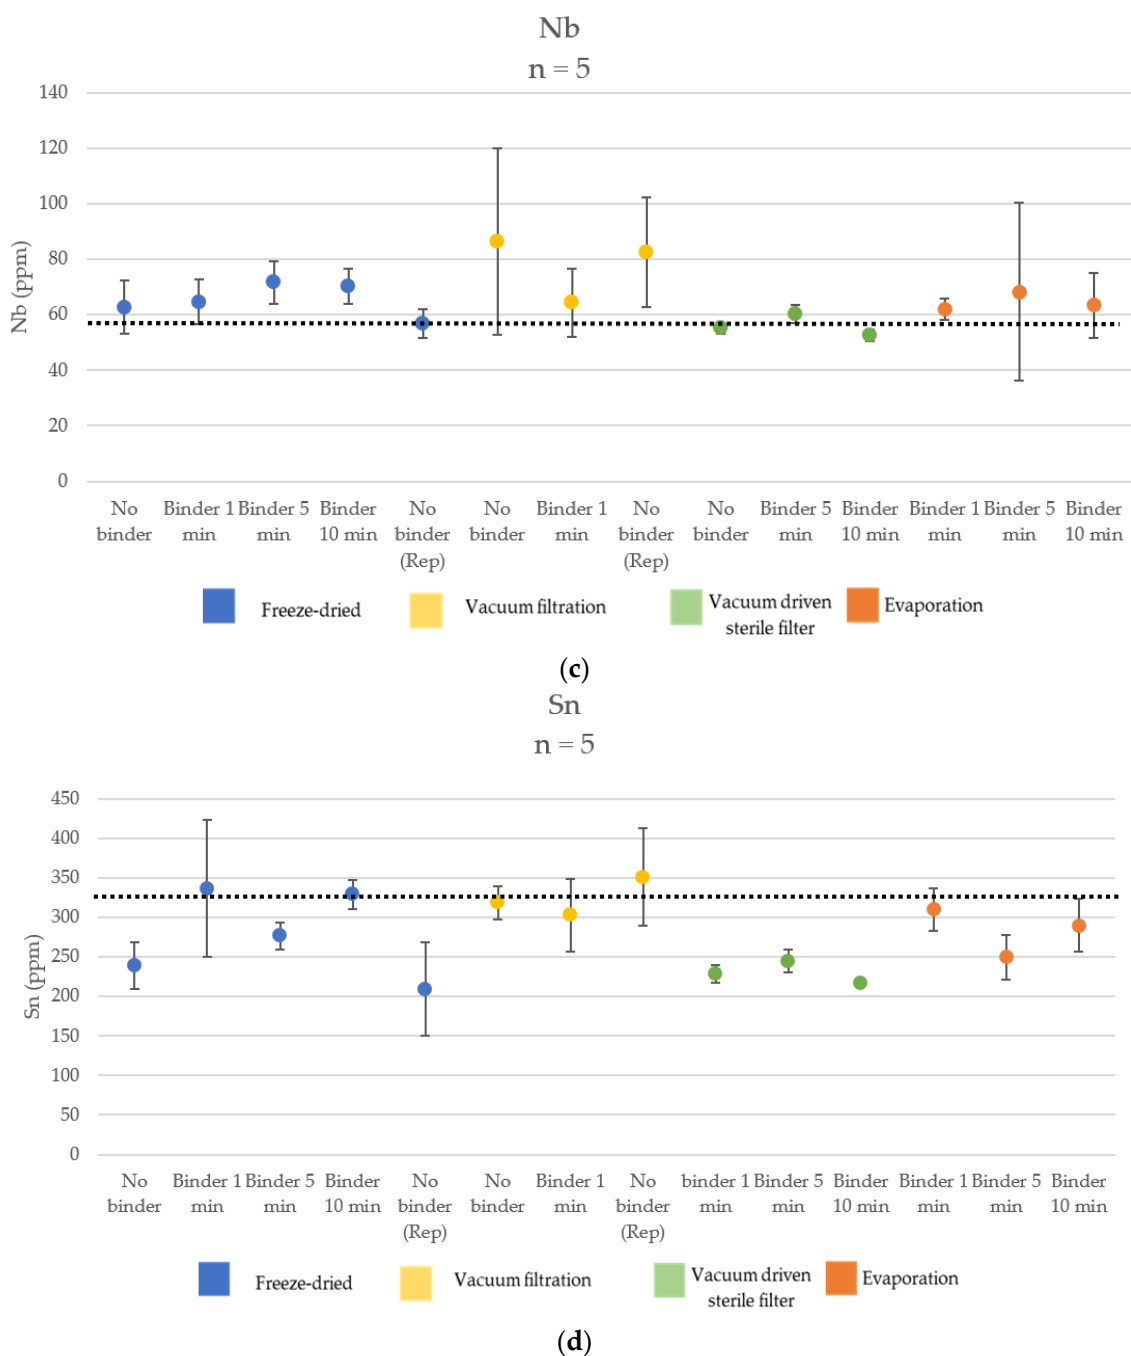 Nb
n = 5
140
120
100
80
60
40
20
0
Nb (ppm)
No Binder 1 Binder 5 Binder No No Binder 1 No No Binder 5 Binder Binder 1 Binder 5 Binder
binder min min 10 min binder binder min binder binder min 10 min min min 10 min
(Rep) (Rep)
Freeze-dried Vacuum filtration Vacuum driven Evaporation
sterile filter
(c)
Sn
n = 5
450
400
350
300
250
200
150
100
50
0
Sn (ppm)
No Binder 1 Binder 5 Binder No No Binder 1 No binder 1 Binder 5 Binder Binder 1 Binder 5 Binder
binder min min 10 min binder binder min binder min min 10 min min min 10 min
(Rep) (Rep)
Freeze-dried Vacuum filtration Vacuum driven Evaporation
sterile filter
(d)